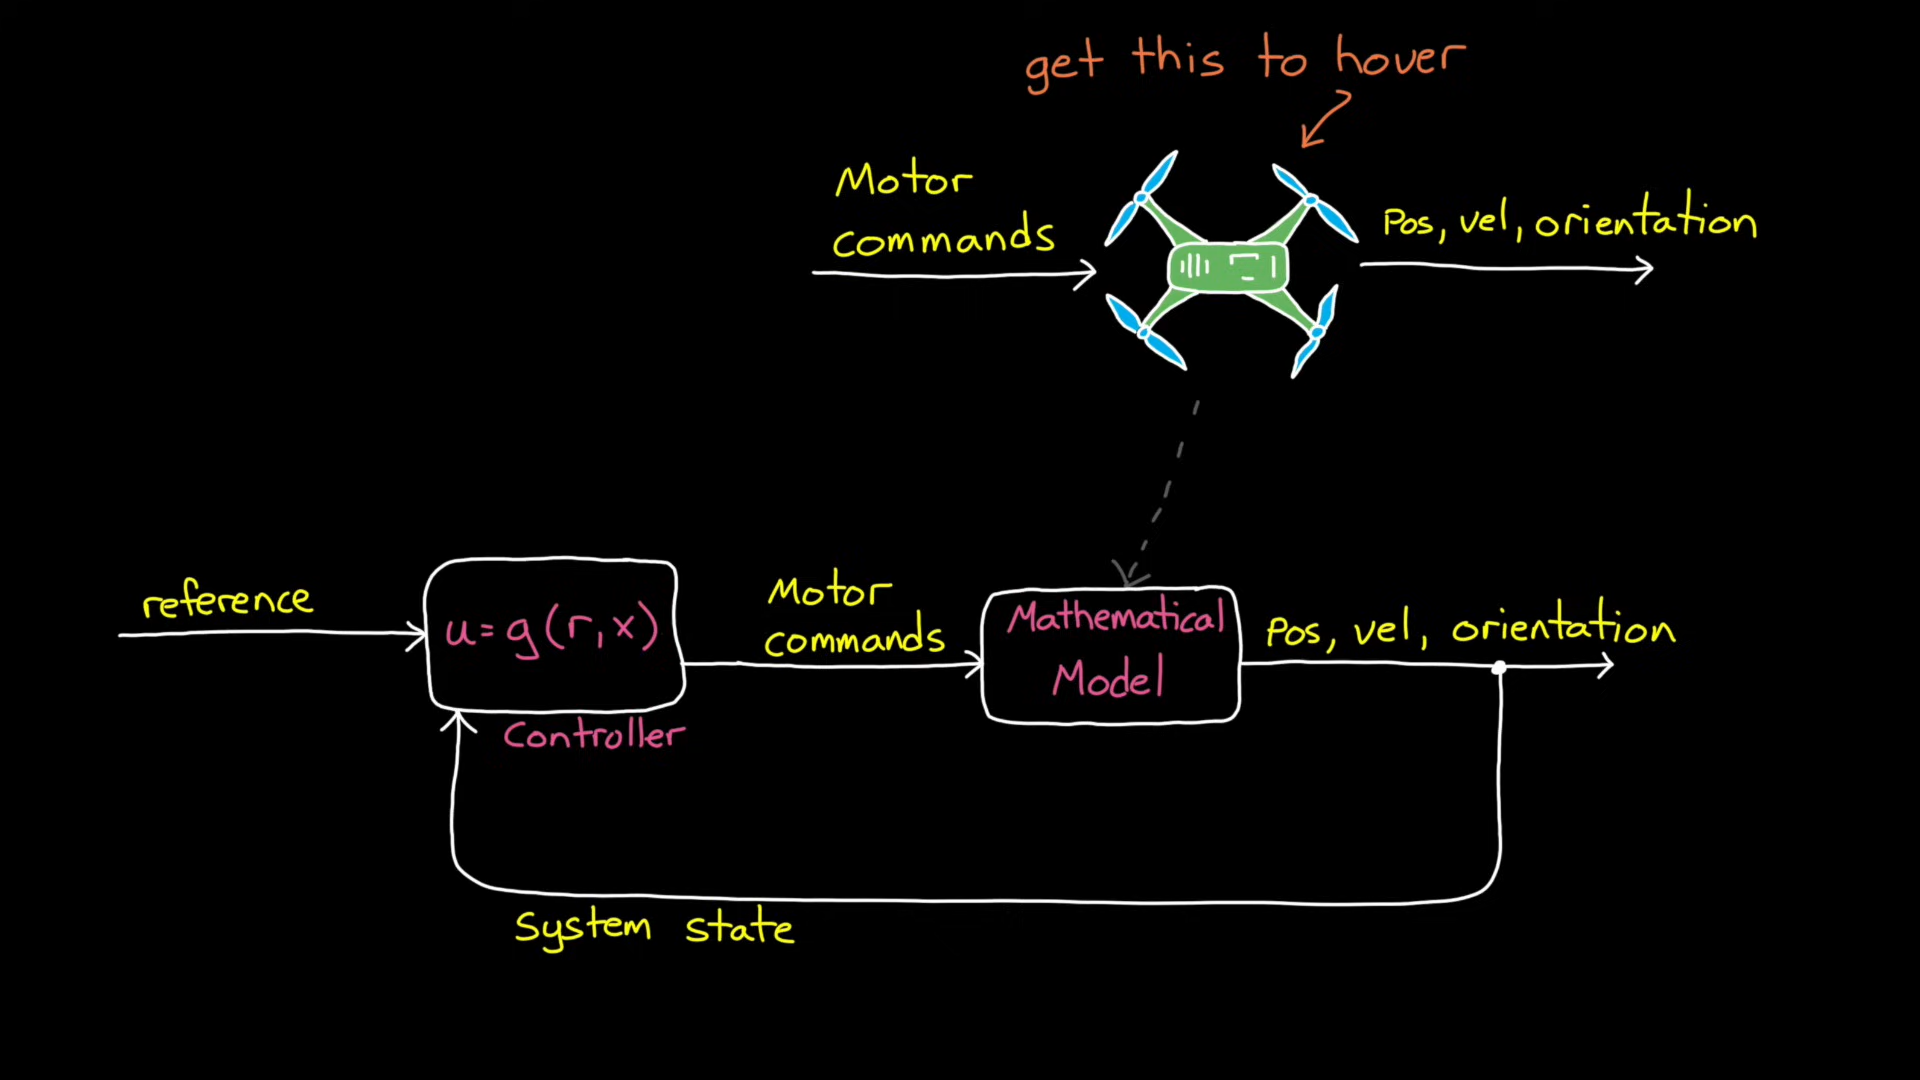 get this to hover
Motor
commands
Pos, vel, orientation
reference
u=g(r,x)
Controller
Motor
commands
Mathematical
Model
Pos, vel, orientation
System state